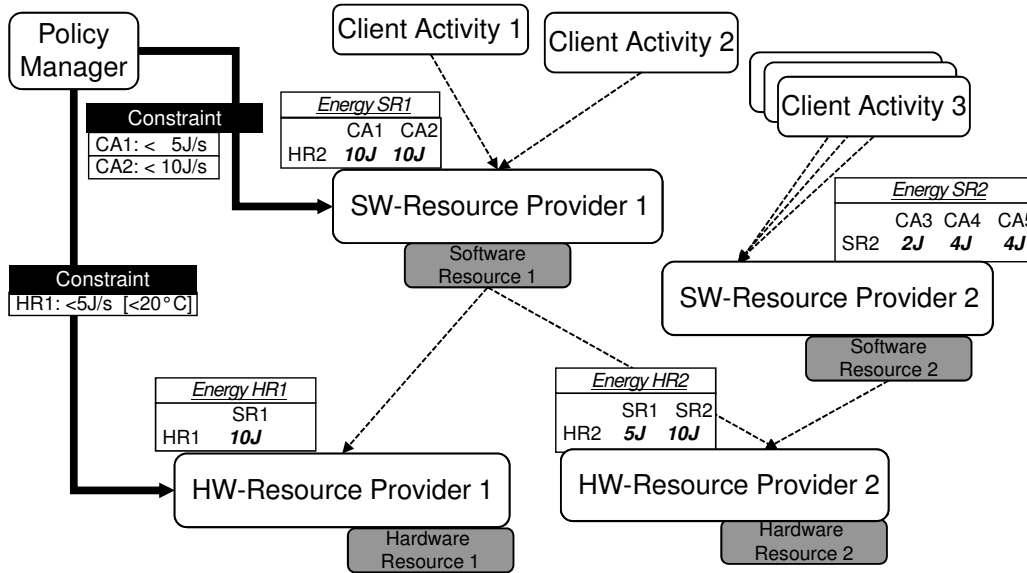 Policy
Manager
Client Activity 1
Client Activity 2
Client Activity 3
Constraint
CA1: < 5J/s
CA2: < 10J/s
Energy SR1
CA1 CA2
HR2 10J 10J
SW-Resource Provider 1
Software
Resource 1
Energy SR2
CA3 CA4 CA5
SR2 2J 4J 4J
SW-Resource Provider 2
Software
Resource 2
Constraint
HR1: <5J/s [<20°C]
Energy HR1
SR1
HR1 10J
HW-Resource Provider 1
Hardware
Resource 1
Energy HR2
SR1 SR2
HR2 5J 10J
HW-Resource Provider 2
Hardware
Resource 2